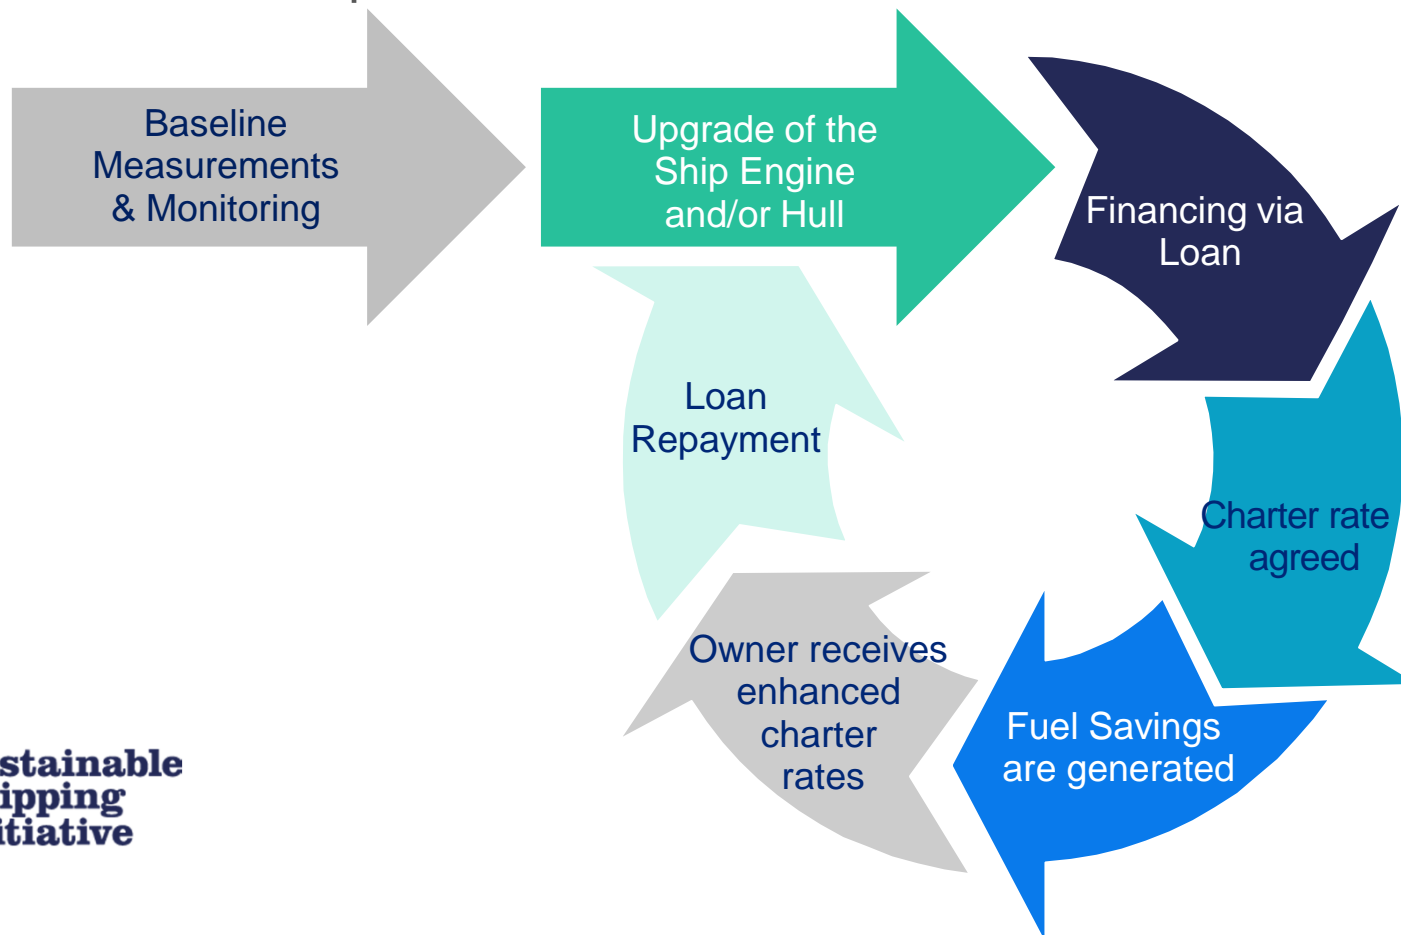 Baseline
Measurements
& Monitoring
Upgrade of the
Ship Engine
and/or Hull
Financing via
Loan
Charter rate
agreed
Fuel Savings
are generated
Owner receives
enhanced
charter
rates
Loan
Repayment
stainable
ipping
itiative